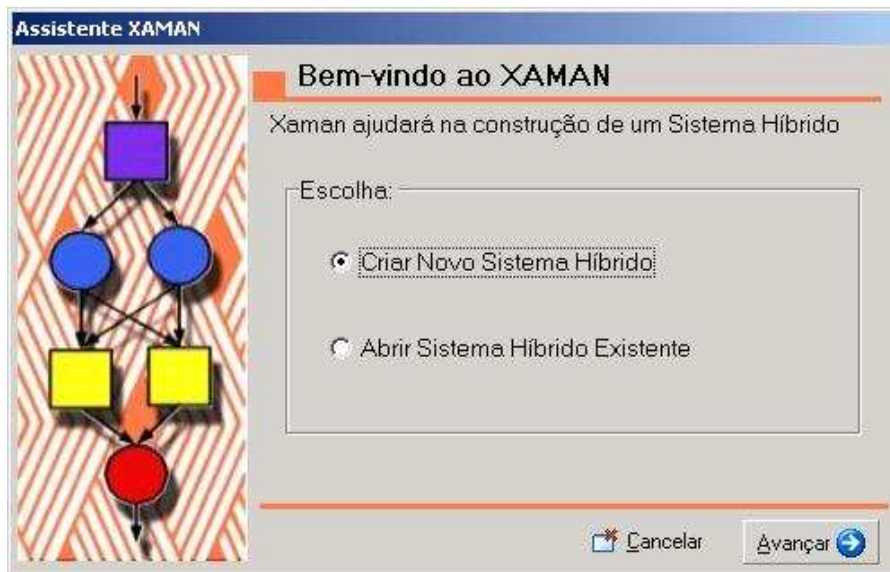 Assistente XAMAN
Bem-vindo ao XAMAN
Xaman ajudará na construção de um Sistema Híbrido
Escolha:
Criar Novo Sistema Híbrido
Abrir Sistema Híbrido Existente
Cancelar
Avançar